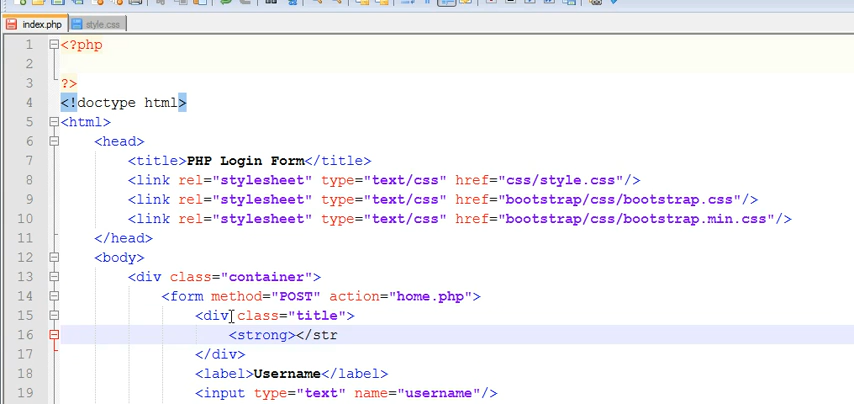 index.php style.css
1 <?php
2
3 ?>
4 <!doctype html>
5 <html>
6 <head>
7 <title>PHP Login Form</title>
8 <link rel="stylesheet" type="text/css" href="css/style.css"/>
9 <link rel="stylesheet" type="text/css" href="bootstrap/css/bootstrap.css"/>
10 <link rel="stylesheet" type="text/css" href="bootstrap/css/bootstrap.min.css"/>
11 </head>
12 <body>
13 <div class="container">
14 <form method="POST" action="home.php">
15 <div class="title">
16 <strong></str
17 </div>
18 <label>Username</label>
19 <input type="text" name="username"/>